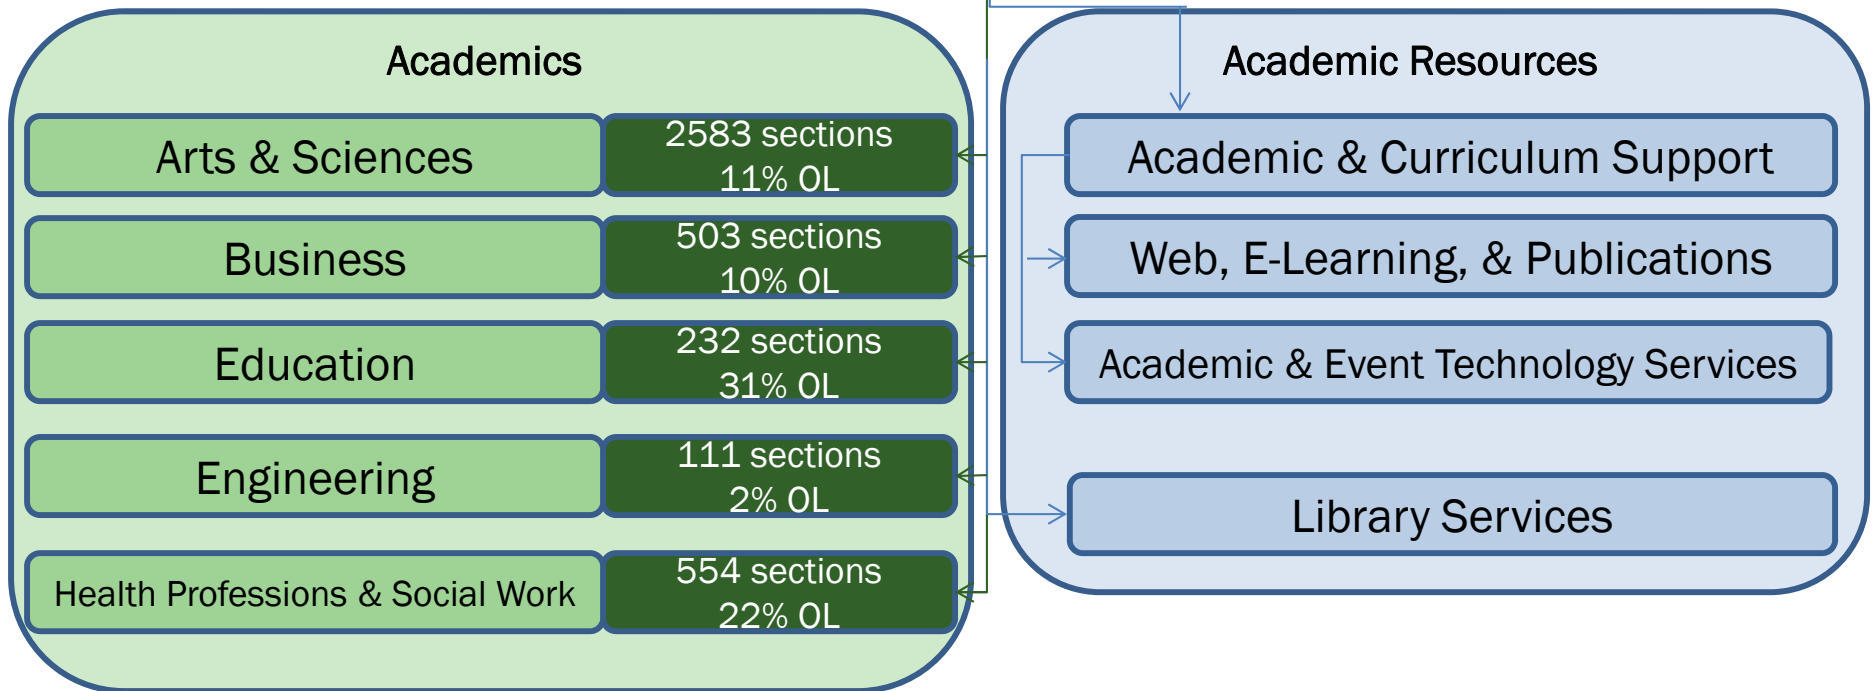 Academics
Arts & Sciences
2583 sections
11% OL
Business
503 sections
10% OL
Education
232 sections
31% OL
Engineering
111 sections
2% OL
Health Professions & Social Work
554 sections
22% OL
Academic Resources
Academic & Curriculum Support
Web, E-Learning, & Publications
Academic & Event Technology Services
Library Services